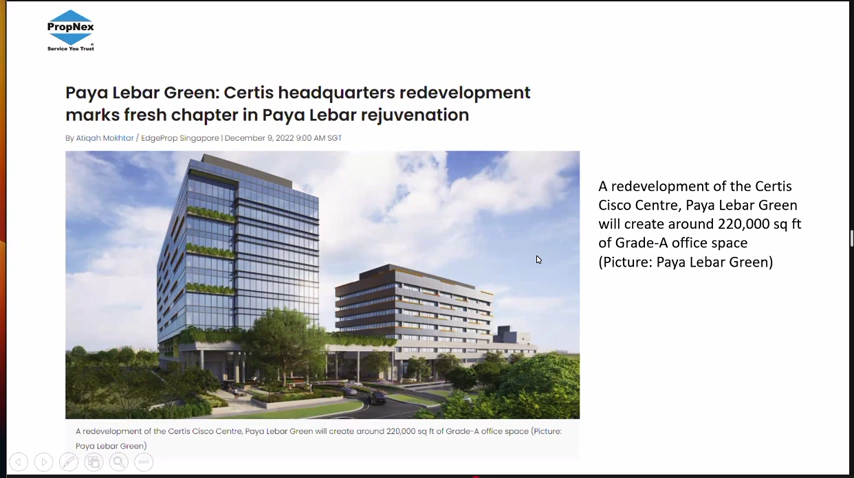 PropNex
Service You Trust
Paya Lebar Green: Certis headquarters redevelopment
marks fresh chapter in Paya Lebar rejuvenation
By Atiqah Mokhtar / EdgeProp Singapore | December 9, 2022 9:00 AM SGT
A redevelopment of the Certis
Cisco Centre, Paya Lebar Green
will create around 220,000 sq ft
of Grade-A office space
(Picture: Paya Lebar Green)
A redevelopment of the Certis Cisco Centre, Paya Lebar Green will create around 220,000 sq ft of Grade-A office space (Picture:
Paya Lebar Green)